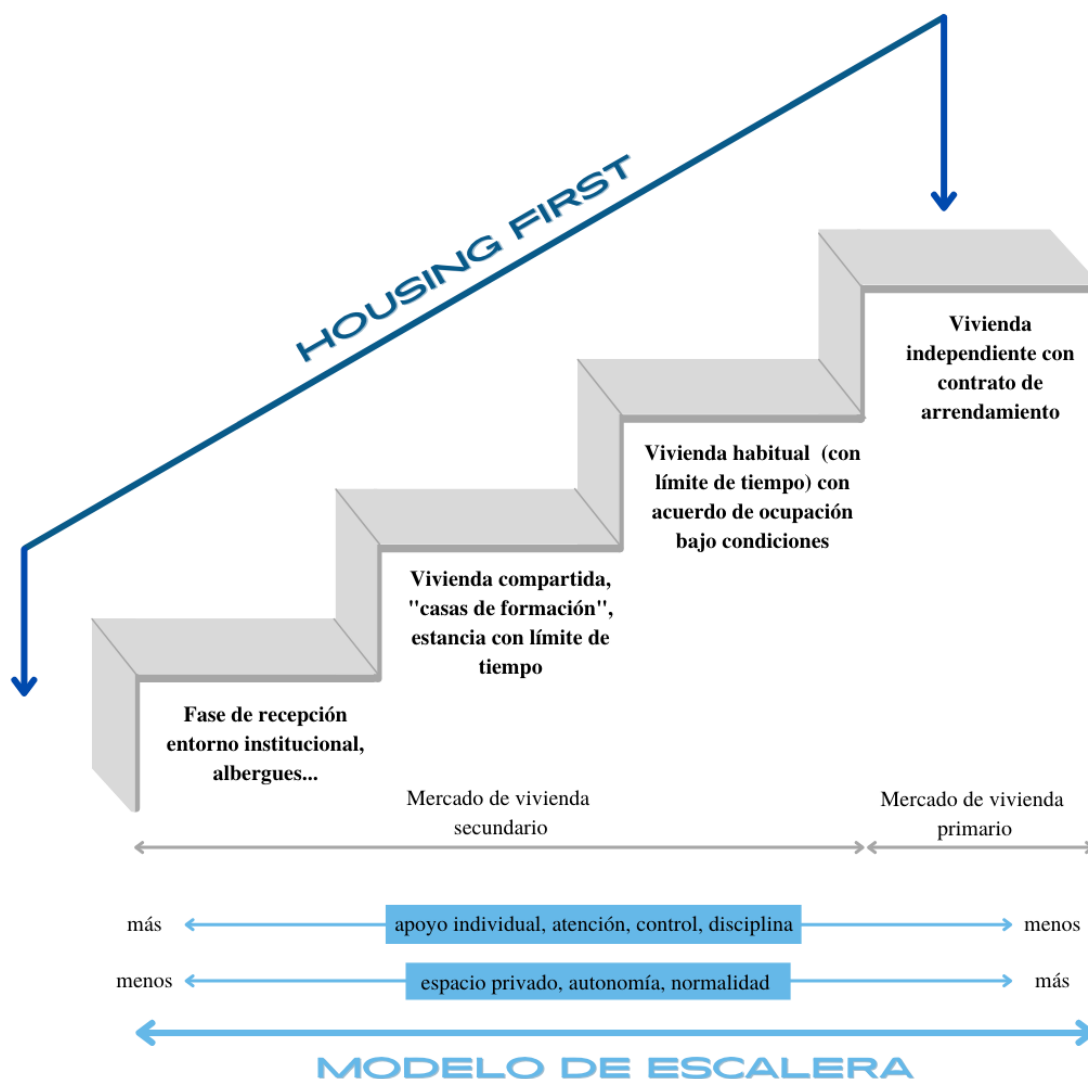 HOUSING FIRST
Vivienda
independiente con
contrato de
arrendamiento
Vivienda habitual (con
límite de tiempo) con
acuerdo de ocupación
bajo condiciones
Vivienda compartida,
"casas de formación",
estancia con límite de
tiempo
Fase de recepción
entorno institucional,
albergues...
Mercado de vivienda
secundario
Mercado de vivienda
primario
más
apoyo individual, atención, control, disciplina
menos
menos
espacio privado, autonomía, normalidad
más
MODELO DE ESCALERA